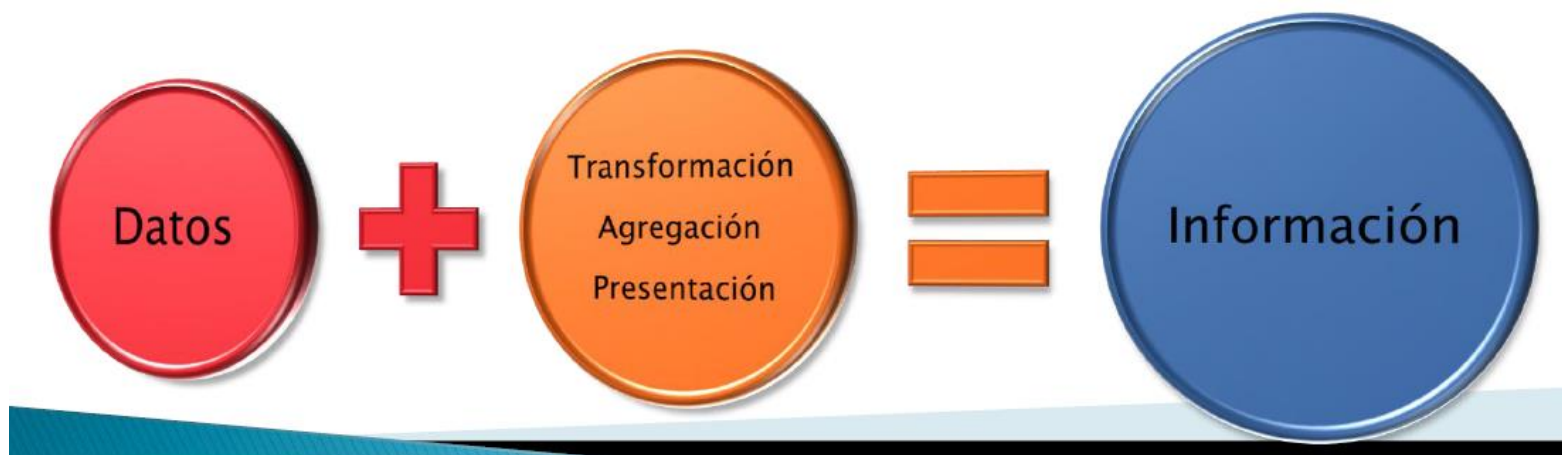 Datos
Transformación
Agregación
Presentación
Información